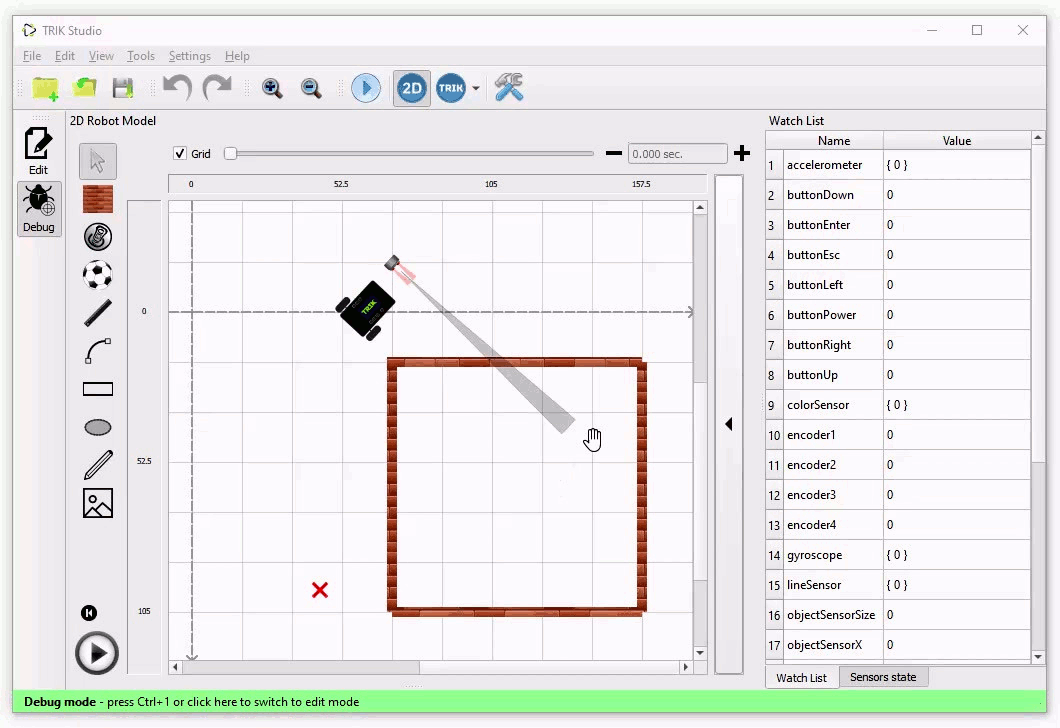 TRIK Studio
File Edit View Tools Settings Help
2D TRIK
2D Robot Model
Watch List
Edit
Debug
Grid
0.000 sec.
0 52.5 105 157.5
0
52.5
105
TRIK
Name Value
1 accelerometer { 0 }
2 buttonDown 0
3 buttonEnter 0
4 buttonEsc 0
5 buttonLeft 0
6 buttonPower 0
7 buttonRight 0
8 buttonUp 0
9 colorSensor { 0 }
10 encoder1 0
11 encoder2 0
12 encoder3 0
13 encoder4 0
14 gyroscope { 0 }
15 lineSensor { 0 }
16 objectSensorSize 0
17 objectSensorX 0
Watch List Sensors state
Debug mode - press Ctrl+1 or click here to switch to edit mode